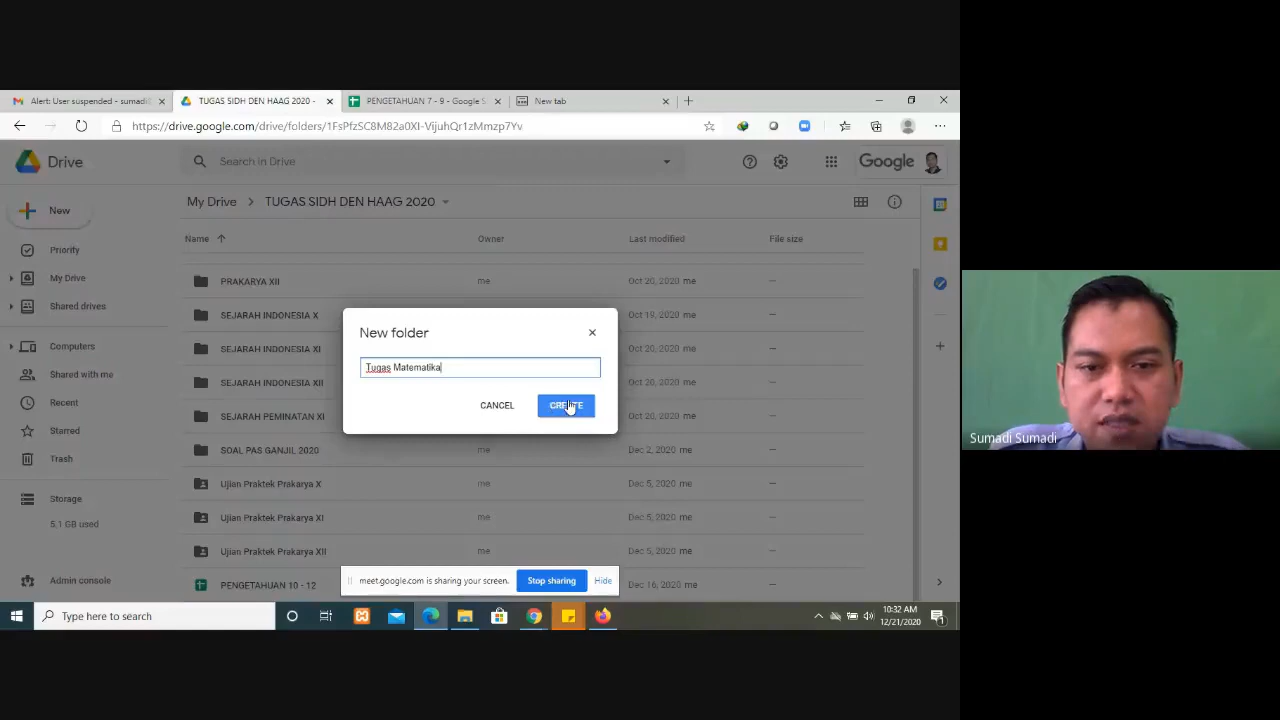 Alert: User suspended - sumadi
TUGAS SIDH DEN HAAG 2020 -
PENGETAHUAN 7 - 9 - Google S
New tab
https://drive.google.com/drive/folders/1FsPfzSC8M82a0XI-VijuhQr1zMmzp7Yv
Drive
Search in Drive
Google
New
My Drive > TUGAS SIDH DEN HAAG 2020
Name
Owner
Last modified
File size
Priority
My Drive
Shared drives
Computers
Shared with me
Recent
Starred
Trash
Storage
5.1 GB used
Admin console
PRAKARYA XII me Oct 20, 2020 me —
SEJARAH INDONESIA X Oct 19, 2020 me —
SEJARAH INDONESIA XI Oct 20, 2020 me —
SEJARAH INDONESIA XII Oct 20, 2020 me —
SEJARAH PEMINATAN XI Oct 20, 2020 me —
SOAL PAS GANJIL 2020 me Dec 2, 2020 me —
Ujian Praktek Prakarya X me Dec 5, 2020 me —
Ujian Praktek Prakarya XI me Dec 5, 2020 me —
Ujian Praktek Prakarya XII me Dec 5, 2020 me —
PENGETAHUAN 10 - 12 Dec 16, 2020 me —
New folder
Tugas Matematika
CANCEL
CREATE
meet.google.com is sharing your screen.
Stop sharing
Hide
Type here to search
10:32 AM
12/21/2020
1
Sumadi Sumadi